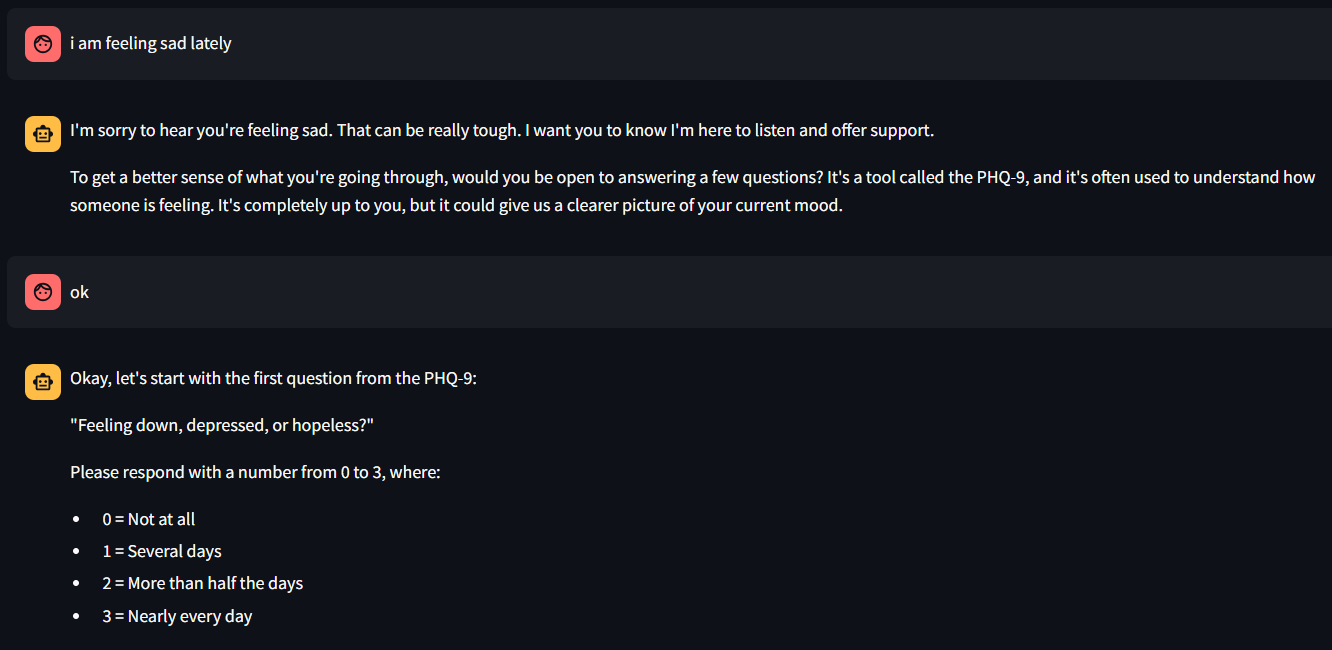 i am feeling sad lately
I'm sorry to hear you're feeling sad. That can be really tough. I want you to know I'm here to listen and offer support.
To get a better sense of what you're going through, would you be open to answering a few questions? It's a tool called the PHQ-9, and it's often used to understand how
someone is feeling. It's completely up to you, but it could give us a clearer picture of your current mood.
ok
Okay, let's start with the first question from the PHQ-9:
"Feeling down, depressed, or hopeless?"
Please respond with a number from 0 to 3, where:
• 0 = Not at all
• 1 = Several days
• 2 = More than half the days
• 3 = Nearly every day